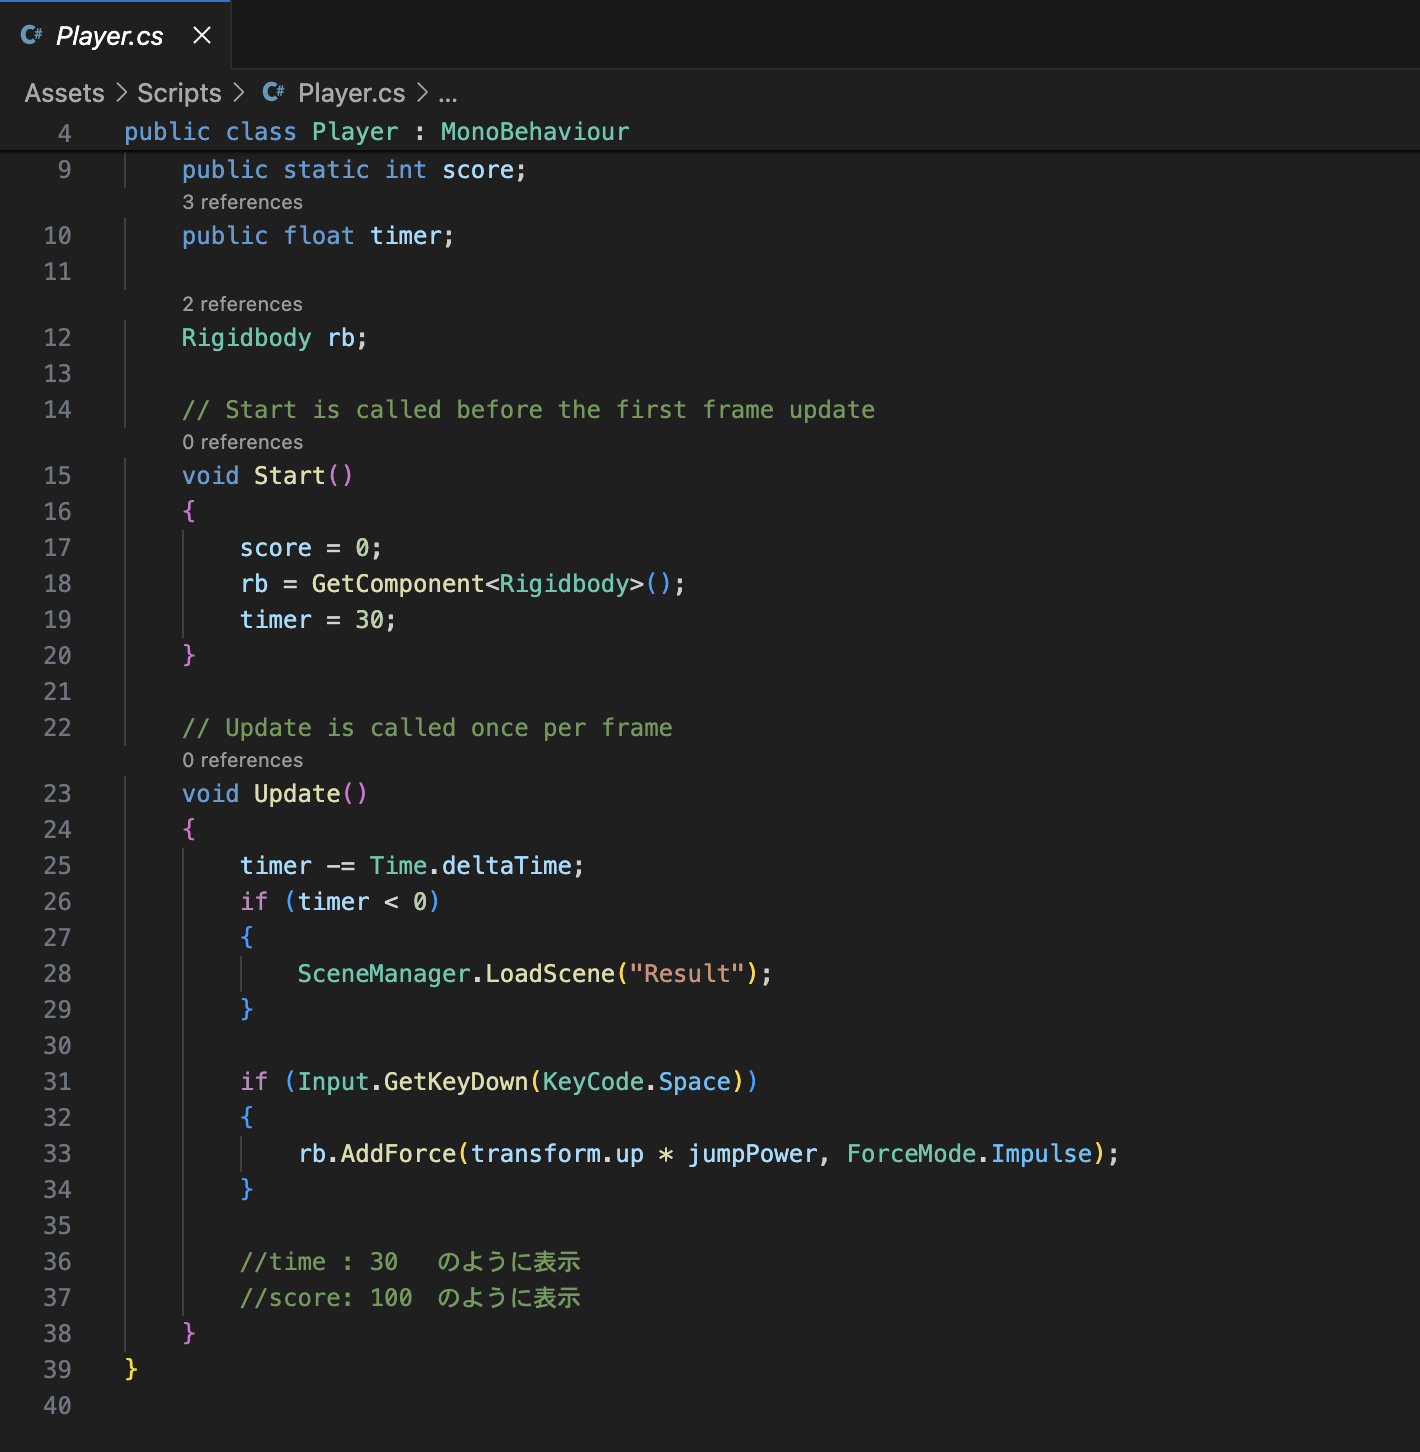 C# Player.cs ×
Assets > Scripts > C# Player.cs > ...
4 public class Player : MonoBehaviour
9 public static int score;
3 references
10 public float timer;
11
2 references
12 Rigidbody rb;
13
14 // Start is called before the first frame update
0 references
15 void Start()
16 {
17 score = 0;
18 rb = GetComponent<Rigidbody>();
19 timer = 30;
20 }
21
22 // Update is called once per frame
0 references
23 void Update()
24 {
25 timer -= Time.deltaTime;
26 if (timer < 0)
27 {
28 SceneManager.LoadScene("Result");
29 }
30
31 if (Input.GetKeyDown(KeyCode.Space))
32 {
33 rb.AddForce(transform.up * jumpPower, ForceMode.Impulse);
34 }
35
36 //time : 30 のように表示
37 //score: 100 のように表示
38 }
39 }
40